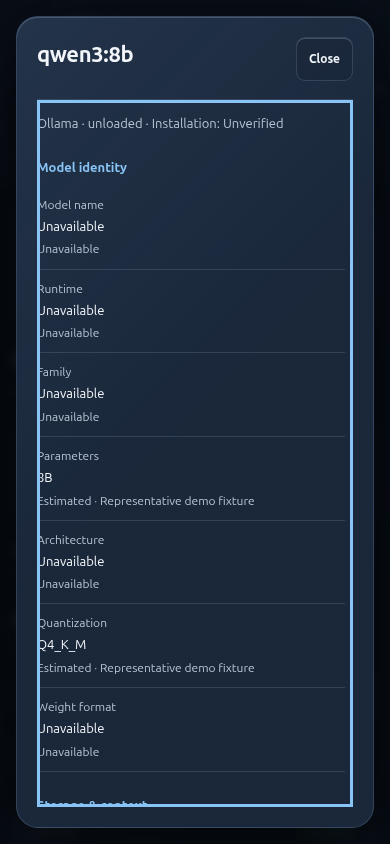 qwen3:8b
Close
Ollama · unloaded · Installation: Unverified
Model identity
Model name
Unavailable
Unavailable
Runtime
Unavailable
Unavailable
Family
Unavailable
Unavailable
Parameters
8B
Estimated · Representative demo fixture
Architecture
Unavailable
Unavailable
Quantization
Q4_K_M
Estimated · Representative demo fixture
Weight format
Unavailable
Unavailable
Storage & context